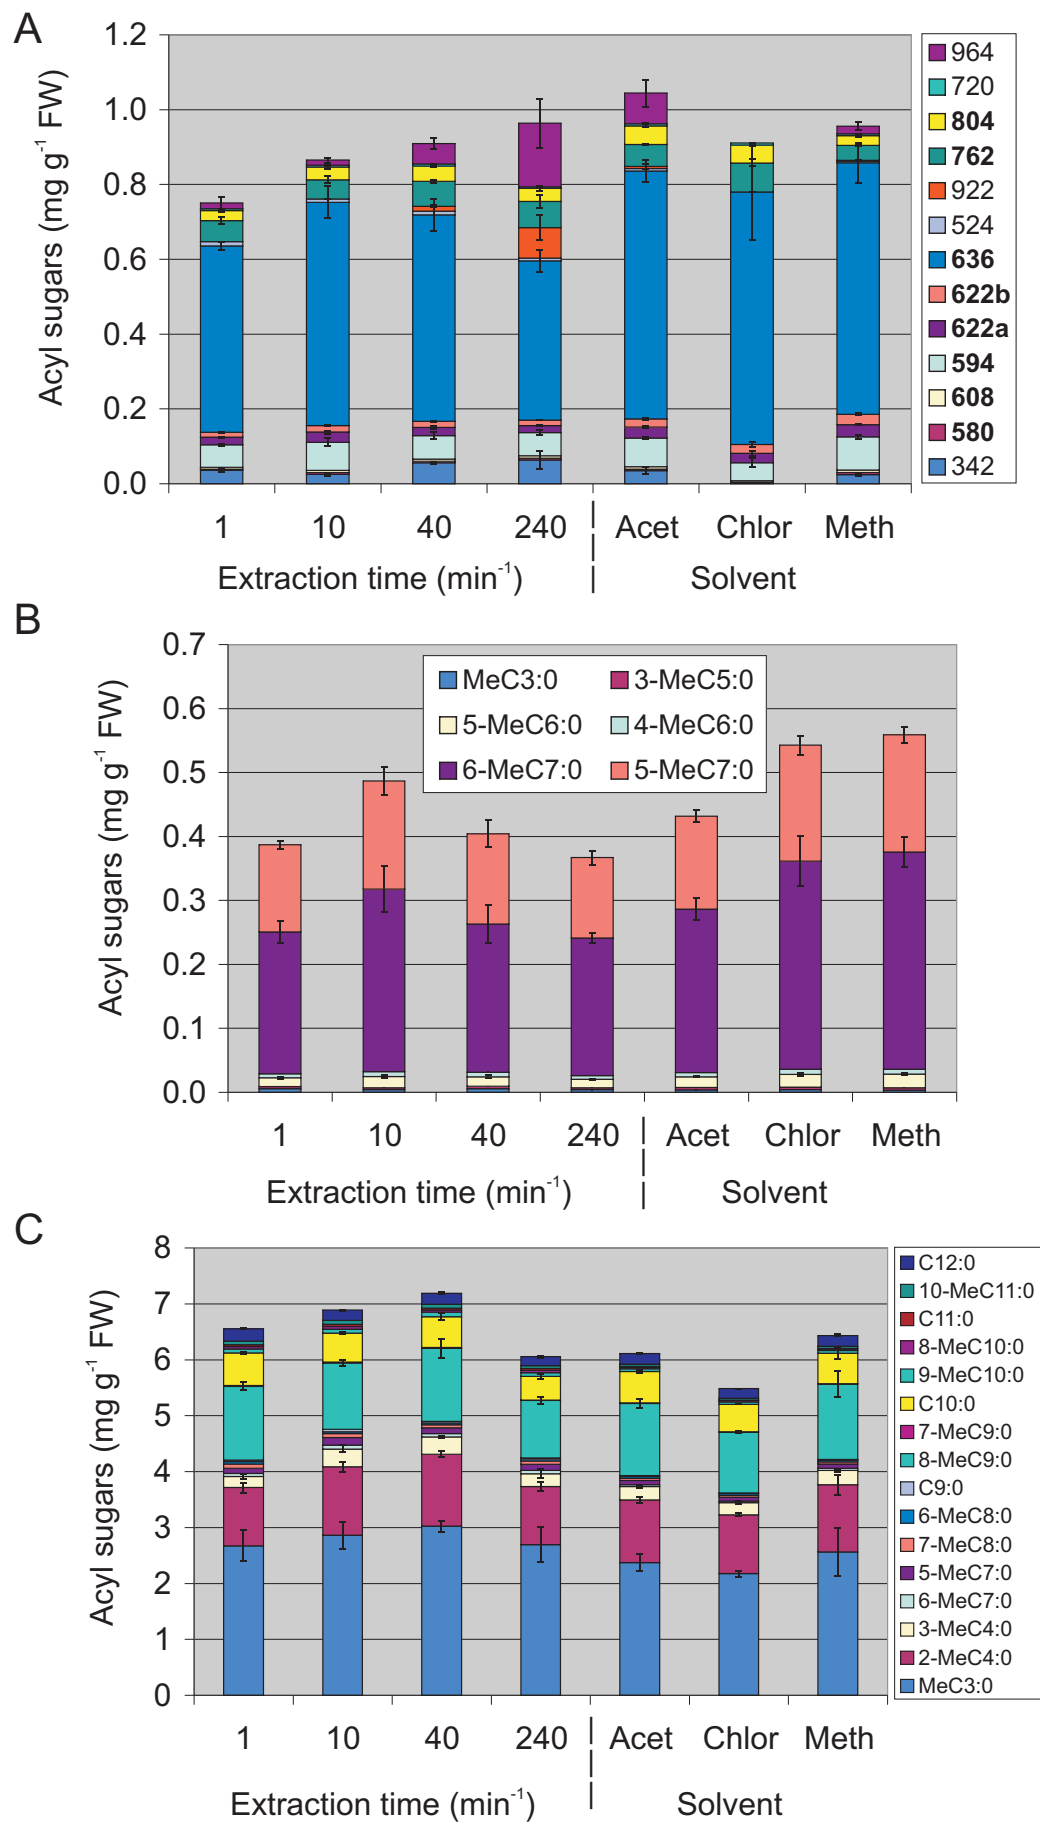 A
Acyl sugars (mg g⁻¹ FW)
1.2
1.0
0.8
0.6
0.4
0.2
0.0
964
720
804
762
922
524
636
622b
622a
594
608
580
342
1 10 40 240 Acet Chlor Meth
Extraction time (min⁻¹) Solvent
B
Acyl sugars (mg g⁻¹ FW)
0.7
0.6
0.5
0.4
0.3
0.2
0.1
0.0
MeC3:0 3-MeC5:0
5-MeC6:0 4-MeC6:0
6-MeC7:0 5-MeC7:0
1 10 40 240 Acet Chlor Meth
Extraction time (min⁻¹) Solvent
C
Acyl sugars (mg g⁻¹ FW)
8
7
6
5
4
3
2
1
0
C12:0
10-MeC11:0
C11:0
8-MeC10:0
9-MeC10:0
C10:0
7-MeC9:0
8-MeC9:0
C9:0
6-MeC8:0
7-MeC8:0
5-MeC7:0
6-MeC7:0
3-MeC4:0
2-MeC4:0
MeC3:0
1 10 40 240 Acet Chlor Meth
Extraction time (min⁻¹) Solvent